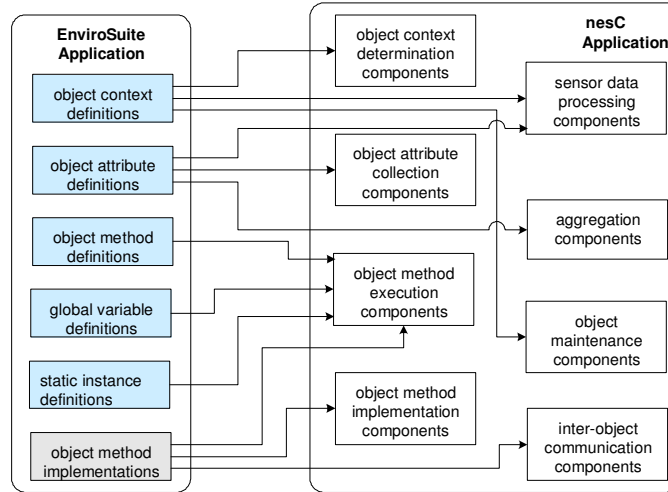 EnviroSuite
Application
object context
definitions
object attribute
definitions
object method
definitions
global variable
definitions
static instance
definitions
object method
implementations
nesC
Application
object context
determination
components
sensor data
processing
components
object attribute
collection
components
aggregation
components
object method
execution
components
object
maintenance
components
object method
implementation
components
inter-object
communication
components